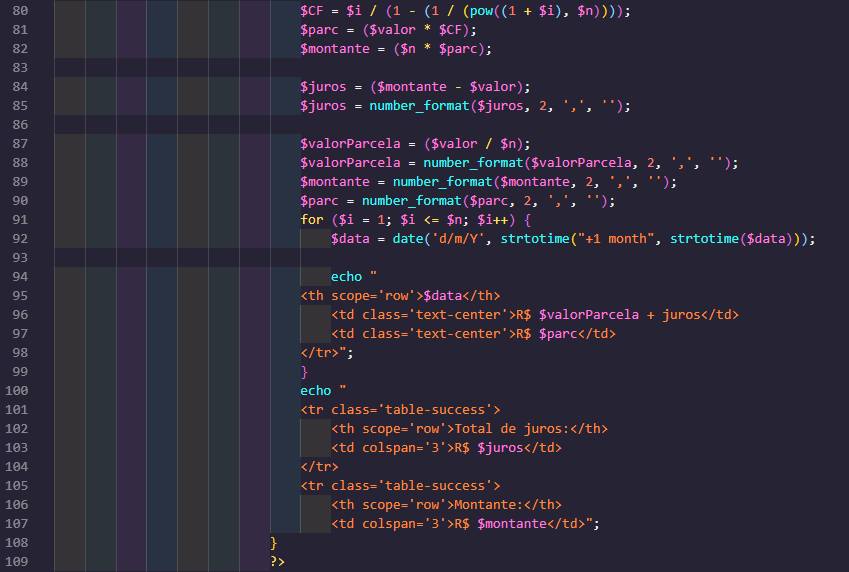 80 $CF = $i / (1 - (1 / (pow((1 + $i), $n))));
81 $parc = ($valor * $CF);
82 $montante = ($n * $parc);
83
84 $juros = ($montante - $valor);
85 $juros = number_format($juros, 2, ',', '');
86
87 $valorParcela = ($valor / $n);
88 $valorParcela = number_format($valorParcela, 2, ',', '');
89 $montante = number_format($montante, 2, ',', '');
90 $parc = number_format($parc, 2, ',', '');
91 for ($i = 1; $i <= $n; $i++) {
92 $data = date('d/m/Y', strtotime("+1 month", strtotime($data)));
93
94 echo "
95 <th scope='row'>$data</th>
96 <td class='text-center'>R$ $valorParcela + juros</td>
97 <td class='text-center'>R$ $parc</td>
98 </tr>";
99 }
100 echo "
101 <tr class='table-success'>
102 <th scope='row'>Total de juros:</th>
103 <td colspan='3'>R$ $juros</td>
104 </tr>
105 <tr class='table-success'>
106 <th scope='row'>Montante:</th>
107 <td colspan='3'>R$ $montante</td>";
108 }
109 ?>